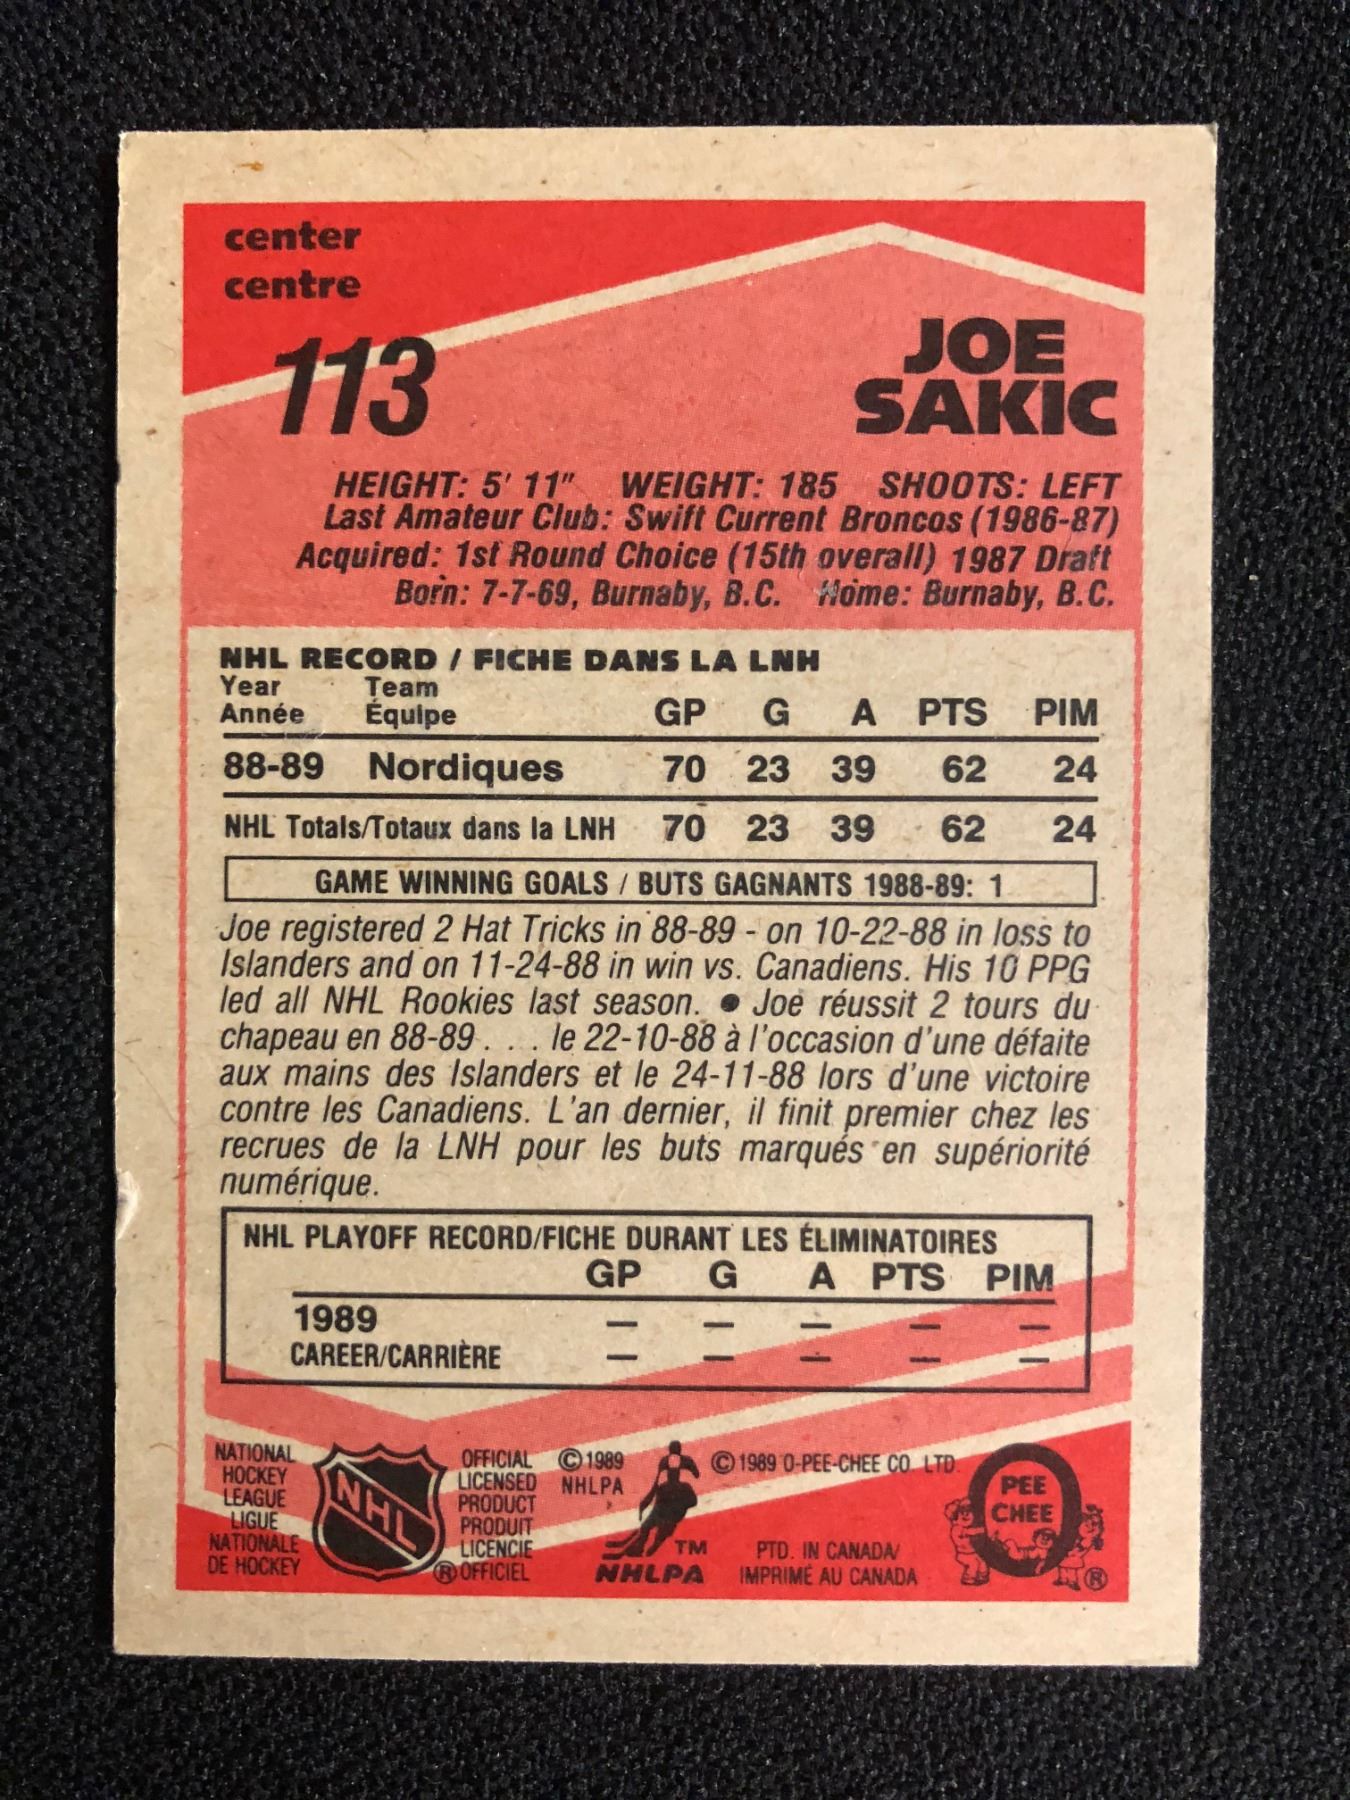 center
centre
113
JOE
SAKIC
HEIGHT: 5' 11" WEIGHT: 185 SHOOTS: LEFT
Last Amateur Club: Swift Current Broncos (1986-87)
Acquired: 1st Round Choice (15th overall) 1987 Draft
Born: 7-7-69, Burnaby, B.C. Home: Burnaby, B.C.
NHL RECORD / FICHE DANS LA LNH
Year Team
Année Équipe GP G A PTS PIM
88-89 Nordiques 70 23 39 62 24
NHL Totals/Totaux dans la LNH 70 23 39 62 24
GAME WINNING GOALS / BUTS GAGNANTS 1988-89: 1
Joe registered 2 Hat Tricks in 88-89 - on 10-22-88 in loss to
Islanders and on 11-24-88 in win vs. Canadiens. His 10 PPG
led all NHL Rookies last season. ● Joe réussit 2 tours du
chapeau en 88-89 . . . le 22-10-88 à l'occasion d'une défaite
aux mains des Islanders et le 24-11-88 lors d'une victoire
contre les Canadiens. L'an dernier, il finit premier chez les
recrues de la LNH pour les buts marqués en supériorité
numérique.
NHL PLAYOFF RECORD/FICHE DURANT LES ÉLIMINATOIRES
GP G A PTS PIM
1989 — — — — —
CAREER/CARRIÈRE — — — — —
NATIONAL
HOCKEY
LEAGUE
LIGUE
NATIONALE
DE HOCKEY
NHL
®
OFFICIAL
LICENSED
PRODUCT
PRODUIT
LICENCIE
OFFICIEL
©1989
NHLPA
TM
NHLPA
©1989 O-PEE-CHEE CO. LTD.
PTD. IN CANADA/
IMPRIMÉ AU CANADA
O
PEE
CHEE
®